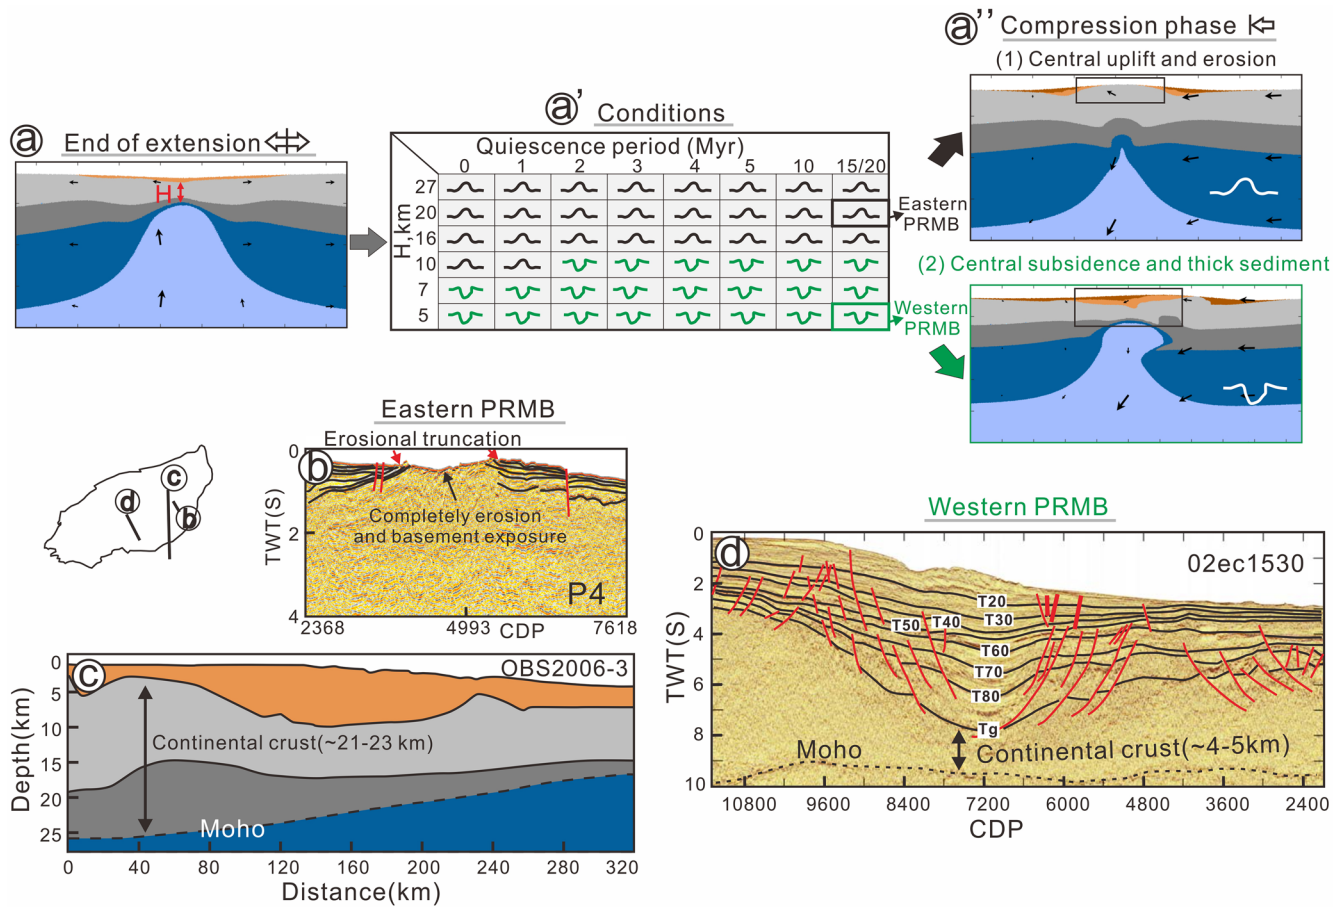 a End of extension
H
a' Conditions
Quiescence period (Myr)
0 1 2 3 4 5 10 15/20
H,km
27
20
16
10
7
5
Eastern
PRMB
Western
PRMB
a'' Compression phase
(1) Central uplift and erosion
(2) Central subsidence and thick sediment
d
c
b
Eastern PRMB
Erosional truncation
b
Completely erosion
and basement exposure
P4
TWT(S)
0
2
4
2368 4993 CDP 7618
c
OBS2006-3
Continental crust(~21-23 km)
Moho
Depth(km)
0
5
10
15
20
25
0 40 80 120 160 200 240 280 320
Distance(km)
Western PRMB
d
02ec1530
T20
T30
T40
T50
T60
T70
T80
Tg
Moho
Continental crust(~4-5km)
TWT(S)
0
2
4
6
8
10
10800 9600 8400 7200 6000 4800 3600 2400
CDP